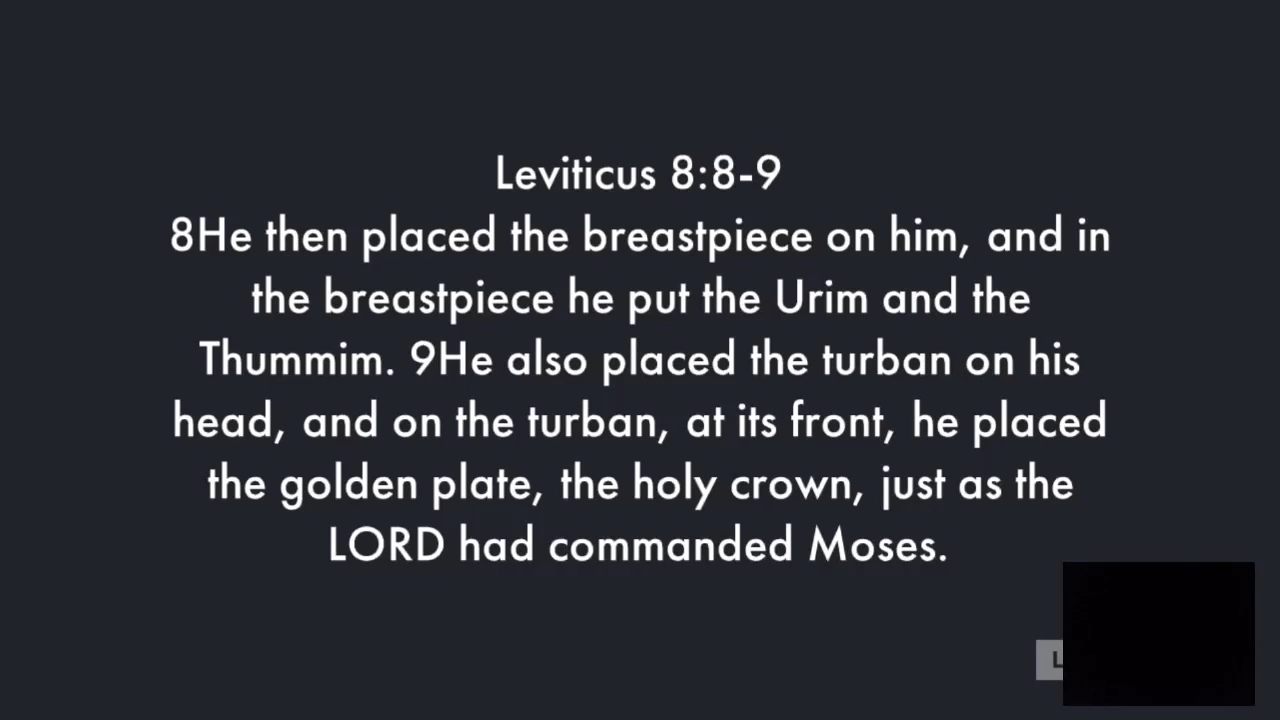 Leviticus 8:8-9
8He then placed the breastpiece on him, and in
the breastpiece he put the Urim and the
Thummim. 9He also placed the turban on his
head, and on the turban, at its front, he placed
the golden plate, the holy crown, just as the
LORD had commanded Moses.